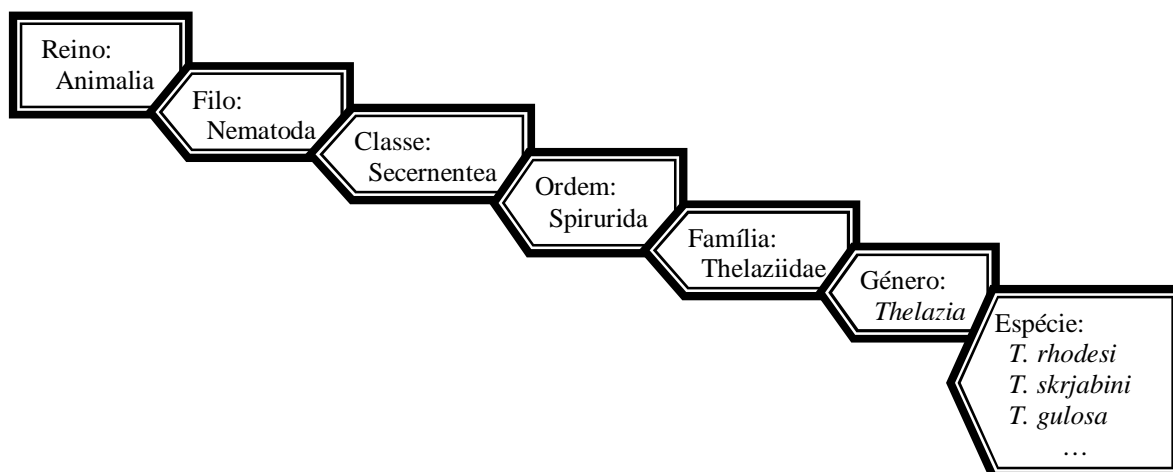 Reino:
Animalia
Filo:
Nematoda
Classe:
Secernentea
Ordem:
Spirurida
Família:
Thelaziidae
Género:
Thelazia
Espécie:
T. rhodesi
T. skrjabini
T. gulosa
…